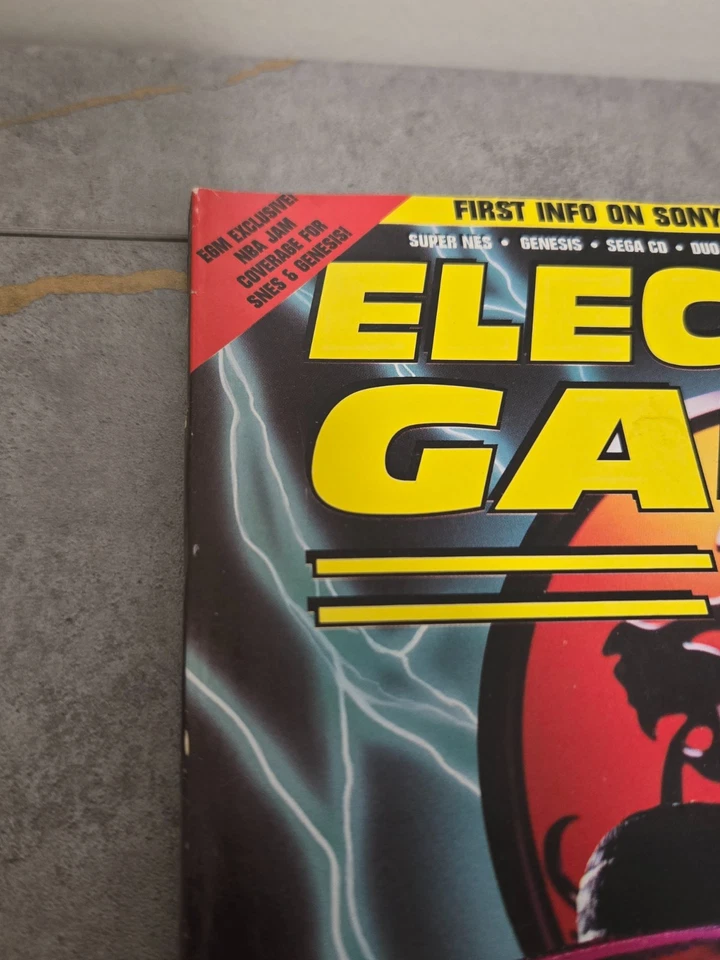 EGM EXCLUSIVE!
NBA JAM
COVERAGE FOR
SNES & GENESIS!
FIRST INFO ON SONY
SUPER NES • GENESIS • SEGA CD • DUO
ELEC
GA